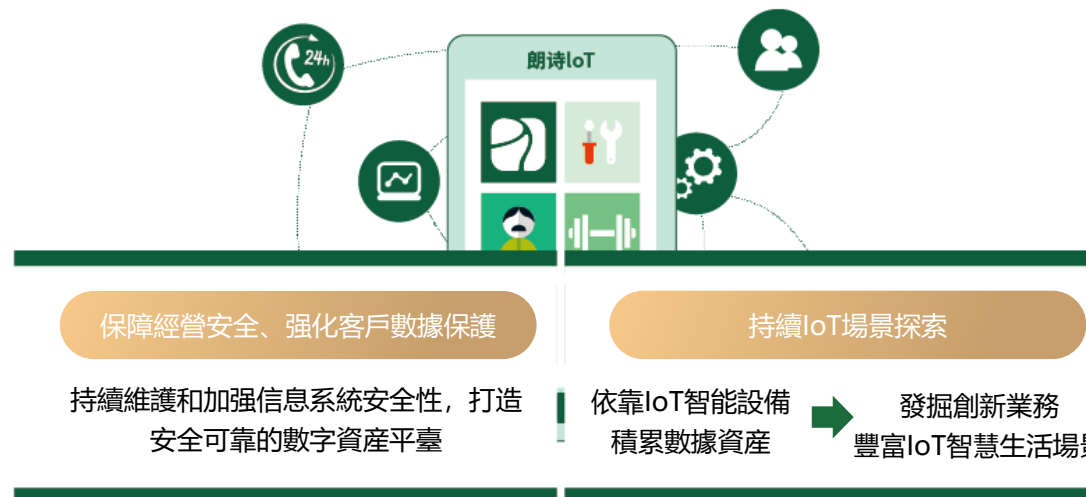 24h
朗诗loT
保障經營安全、强化客戶數據保護
持續IoT場景探索
持續維護和加强信息系統安全性，打造
安全可靠的數字資産平臺
依靠IoT智能設備
積累數據資産
發掘創新業務
豐富IoT智慧生活場景